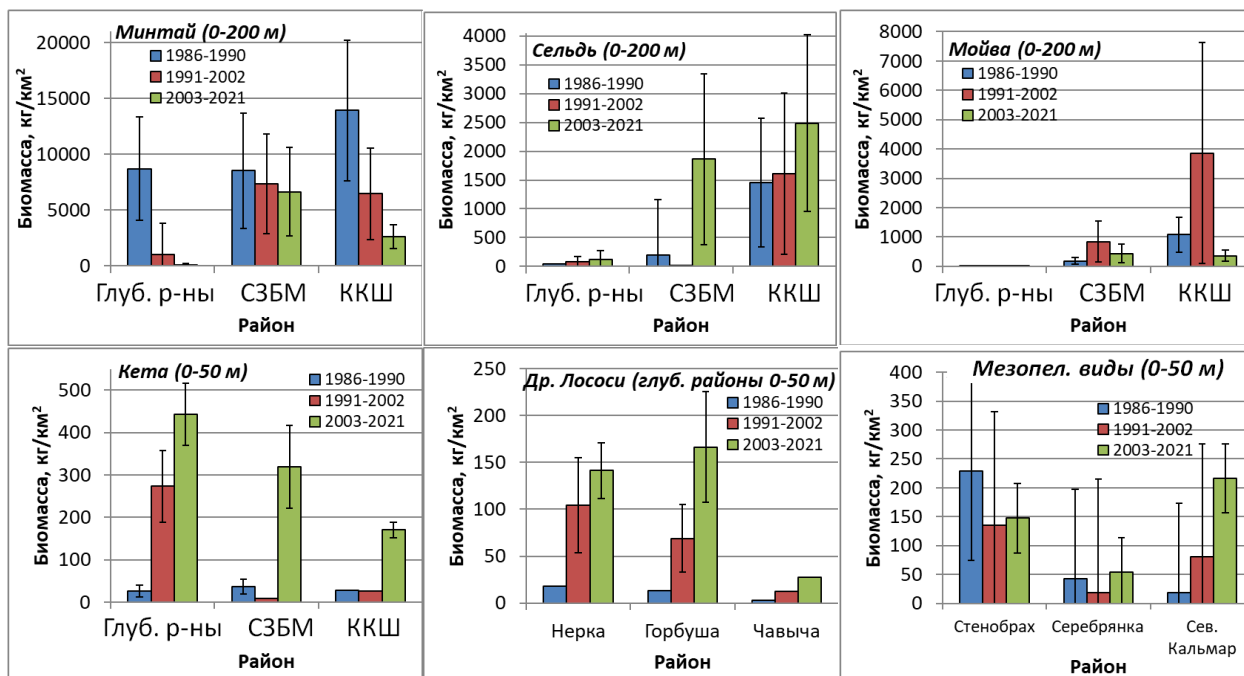 Минтай (0-200 м)
1986-1990
1991-2002
2003-2021
Биомасса, кг/км²
20000
15000
10000
5000
0
Глуб. р-ны
СЗБМ
ККШ
Район
Сельдь (0-200 м)
1986-1990
1991-2002
2003-2021
Биомасса, кг/км²
4000
3500
3000
2500
2000
1500
1000
500
0
Глуб. р-ны
СЗБМ
ККШ
Район
Мойва (0-200 м)
1986-1990
1991-2002
2003-2021
Биомасса, кг/км²
8000
7000
6000
5000
4000
3000
2000
1000
0
Глуб. р-ны
СЗБМ
ККШ
Район
Кета (0-50 м)
1986-1990
1991-2002
2003-2021
Биомасса, кг/км²
500
400
300
200
100
0
Глуб. р-ны
СЗБМ
ККШ
Район
Др. Лососи (глуб. районы 0-50 м)
1986-1990
1991-2002
2003-2021
Биомасса, кг/км²
250
200
150
100
50
0
Нерка
Горбуша
Чавыча
Район
Мезопел. виды (0-50 м)
1986-1990
1991-2002
2003-2021
Биомасса, кг/км²
400
350
300
250
200
150
100
50
0
Стенобрах
Серебрянка
Сев.
Кальмар
Район